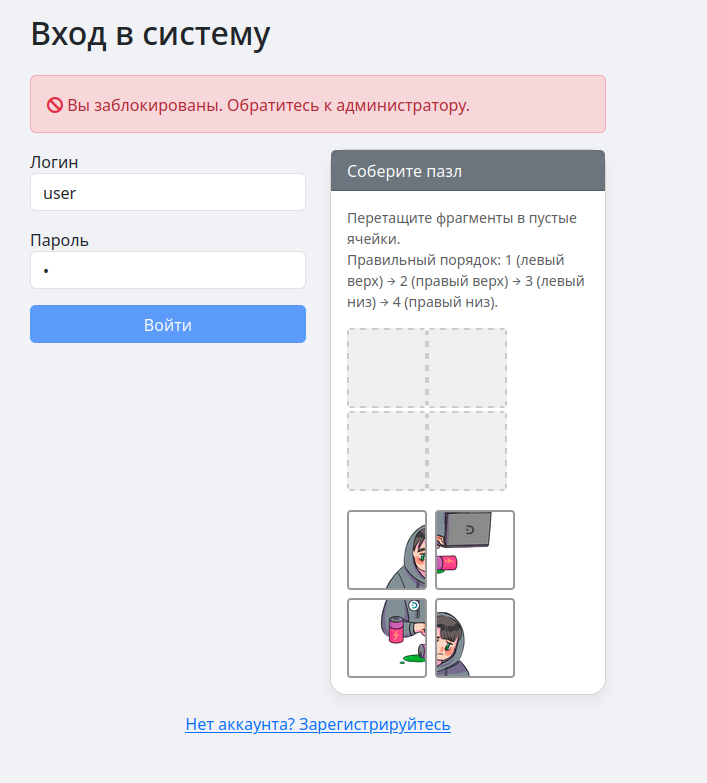 Вход в систему
Вы заблокированы. Обратитесь к администратору.
Логин
user
Пароль
•
Войти
Соберите пазл
Перетащите фрагменты в пустые
ячейки.
Правильный порядок: 1 (левый
верх) → 2 (правый верх) → 3 (левый
низ) → 4 (правый низ).
Нет аккаунта? Зарегистрируйтесь